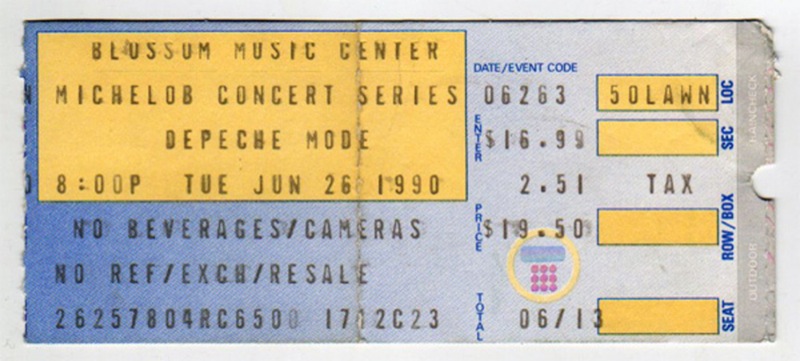 BLOSSOM MUSIC CENTER
MICHELOB CONCERT SERIES
DEPECHE MODE
8:00P TUE JUN 26 1990
NO BEVERAGES/CAMERAS
NO REF/EXCH/RESALE
26257804RC6500 1712C23
DATE/EVENT CODE
06263
ENTER
$16.99
2.51 TAX
PRICE
$19.50
TOTAL
06/13
50LAWN LOC
SEC
ROW/BOX
SEAT
RAINCHECK
OUTDOOR